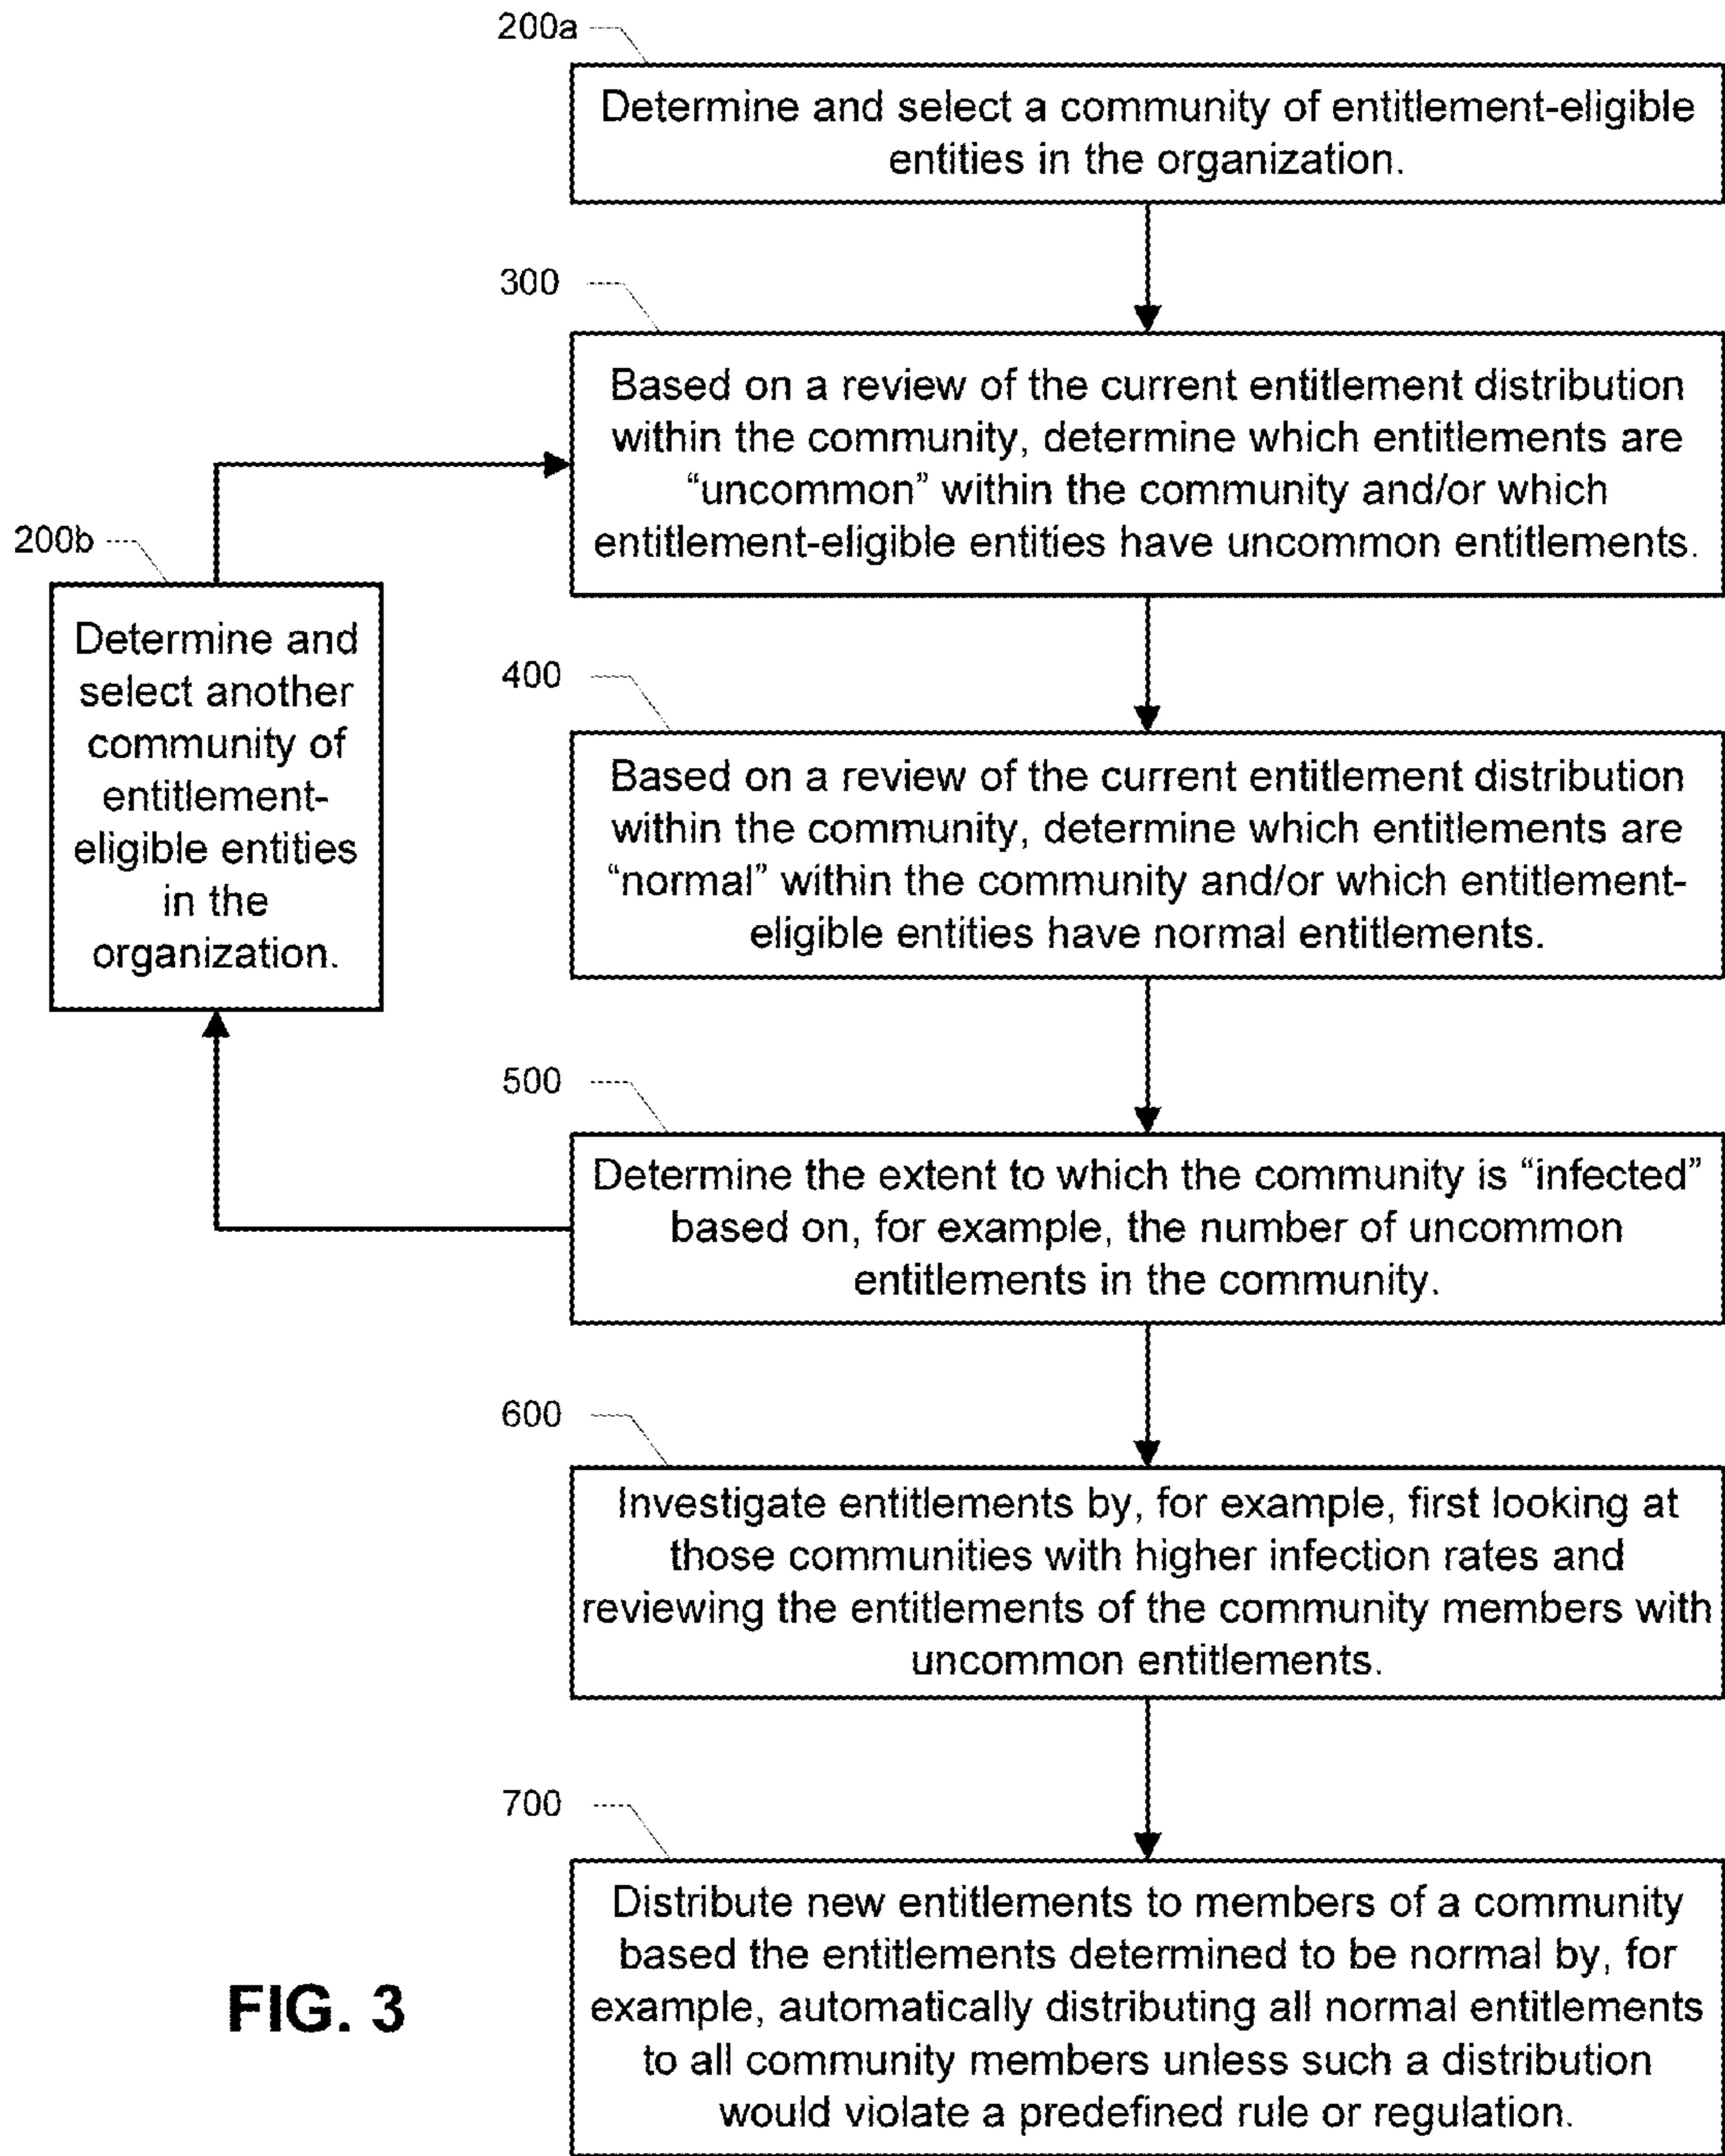 200a
Determine and select a community of entitlement-eligible
entities in the organization.
300
Based on a review of the current entitlement distribution
within the community, determine which entitlements are
“uncommon” within the community and/or which
entitlement-eligible entities have uncommon entitlements.
200b
Determine and
select another
community of
entitlement-
eligible entities
in the
organization.
400
Based on a review of the current entitlement distribution
within the community, determine which entitlements are
“normal” within the community and/or which entitlement-
eligible entities have normal entitlements.
500
Determine the extent to which the community is “infected”
based on, for example, the number of uncommon
entitlements in the community.
600
Investigate entitlements by, for example, first looking at
those communities with higher infection rates and
reviewing the entitlements of the community members with
uncommon entitlements.
700
Distribute new entitlements to members of a community
based the entitlements determined to be normal by, for
example, automatically distributing all normal entitlements
to all community members unless such a distribution
would violate a predefined rule or regulation.
FIG. 3